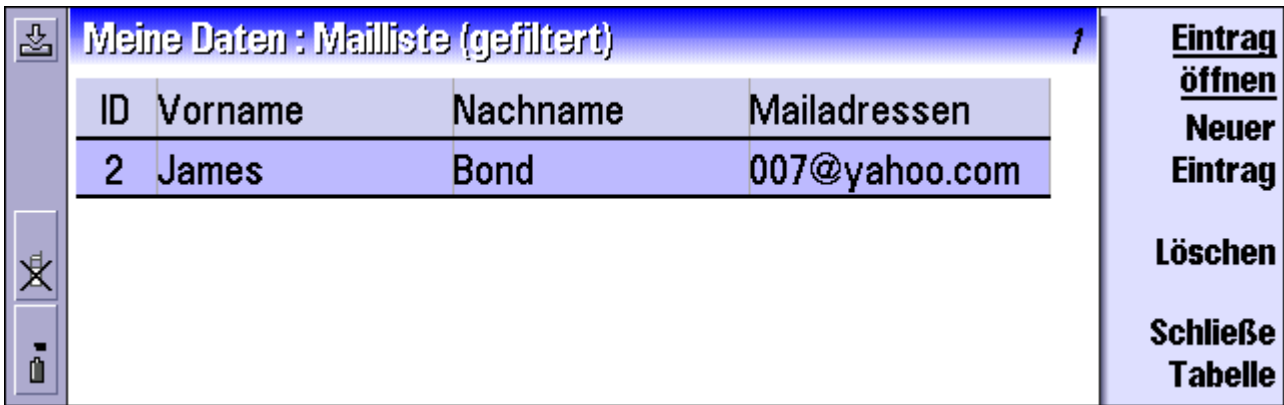 Meine Daten : Mailliste (gefiltert) 1
ID Vorname Nachname Mailadressen
2 James Bond 007@yahoo.com
Eintrag
öffnen
Neuer
Eintrag
Löschen
Schließe
Tabelle